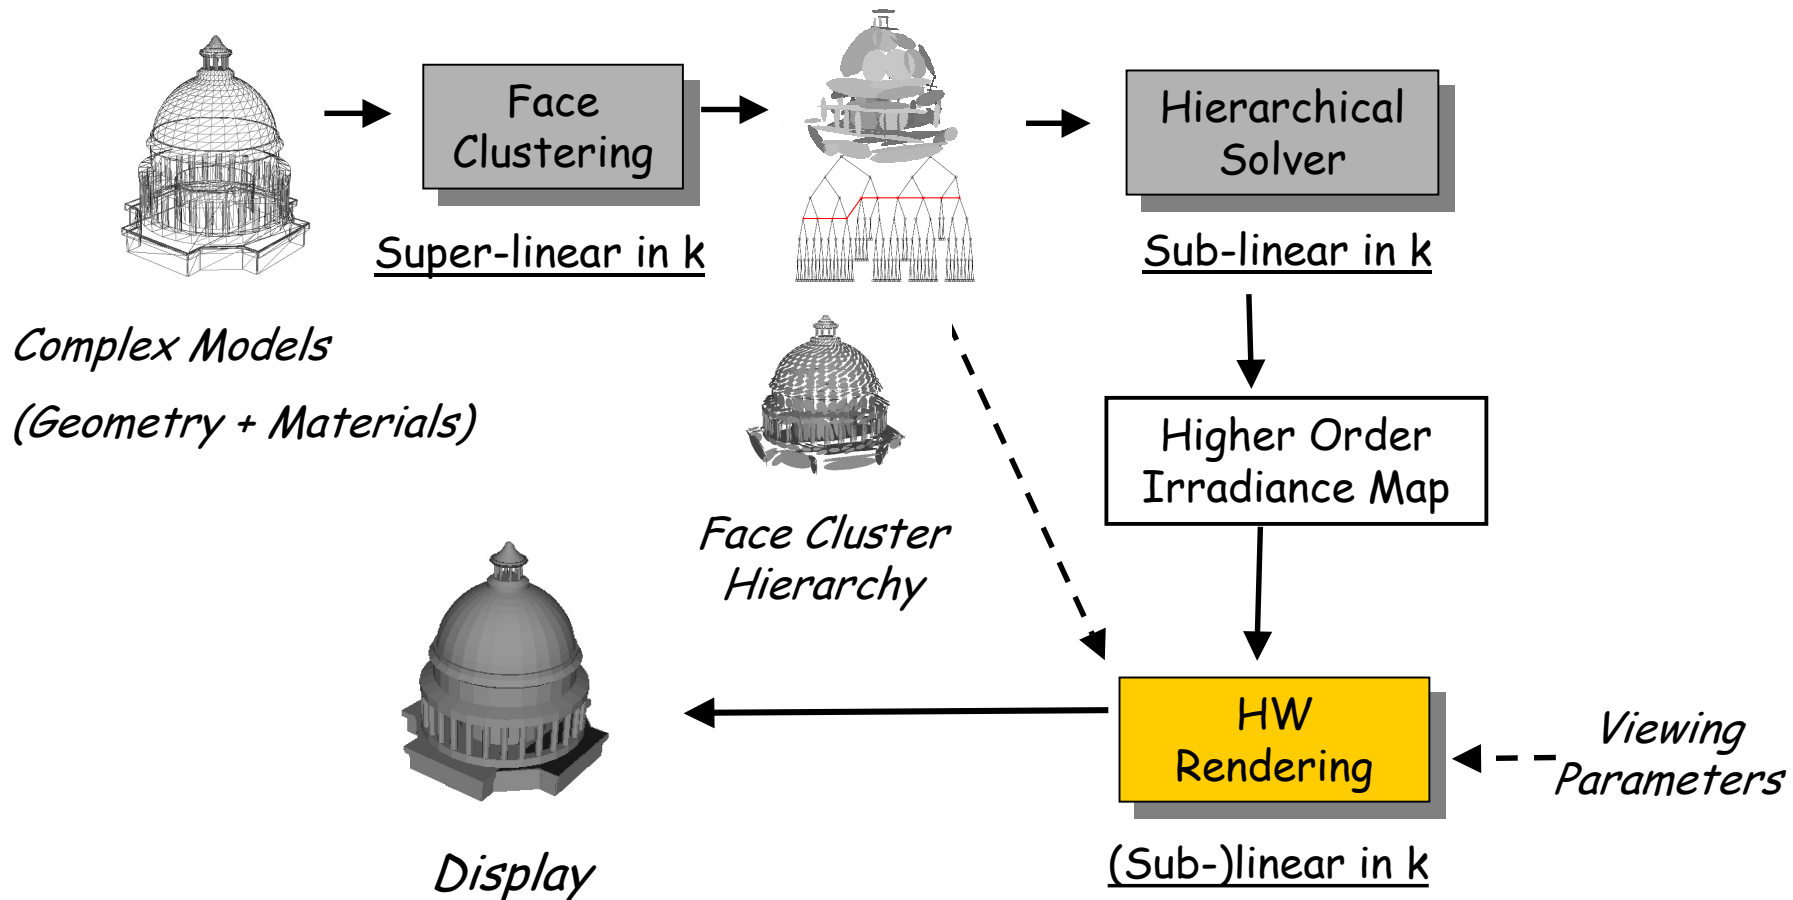 Face
Clustering
Super-linear in k
Hierarchical
Solver
Sub-linear in k
Complex Models
(Geometry + Materials)
Higher Order
Irradiance Map
Face Cluster
Hierarchy
HW
Rendering
(Sub-)linear in k
Viewing
Parameters
Display